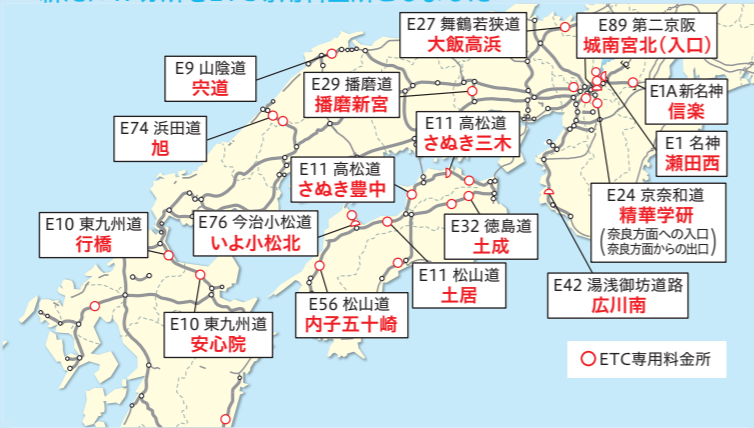 E27 舞鶴若狭道
大飯高浜
E89 第二京阪
城南宮北(入口)
E9 山陰道
宍道
E29 播磨道
播磨新宮
E1A 新名神
信楽
E74 浜田道
旭
E11 高松道
さぬき三木
E1 名神
瀬田西
E11 高松道
さぬき豊中
E24 京奈和道
精華学研
(奈良方面への入口
奈良方面からの出口)
E10 東九州道
行橋
E76 今治小松道
いよ小松北
E32 徳島道
土成
E11 松山道
土居
E42 湯浅御坊道路
広川南
E10 東九州道
安心院
E56 松山道
内子五十崎
ETC専用料金所